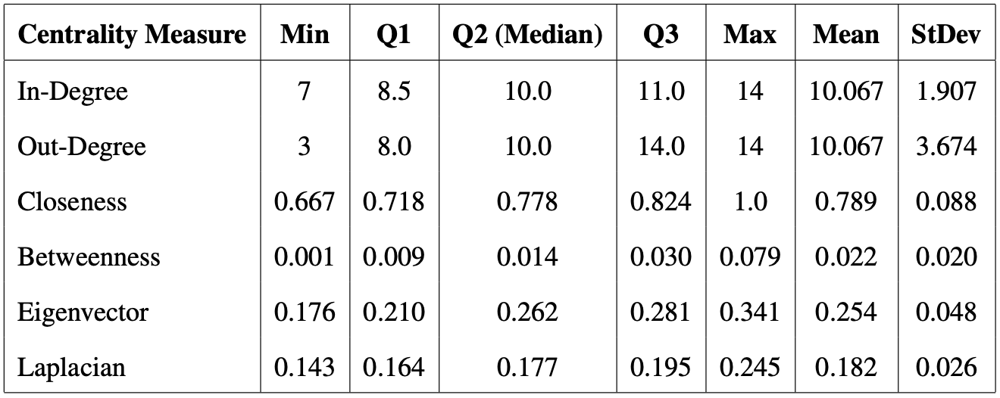 Centrality Measure Min Q1 Q2 (Median) Q3 Max Mean StDev
In-Degree 7 8.5 10.0 11.0 14 10.067 1.907
Out-Degree 3 8.0 10.0 14.0 14 10.067 3.674
Closeness 0.667 0.718 0.778 0.824 1.0 0.789 0.088
Betweenness 0.001 0.009 0.014 0.030 0.079 0.022 0.020
Eigenvector 0.176 0.210 0.262 0.281 0.341 0.254 0.048
Laplacian 0.143 0.164 0.177 0.195 0.245 0.182 0.026